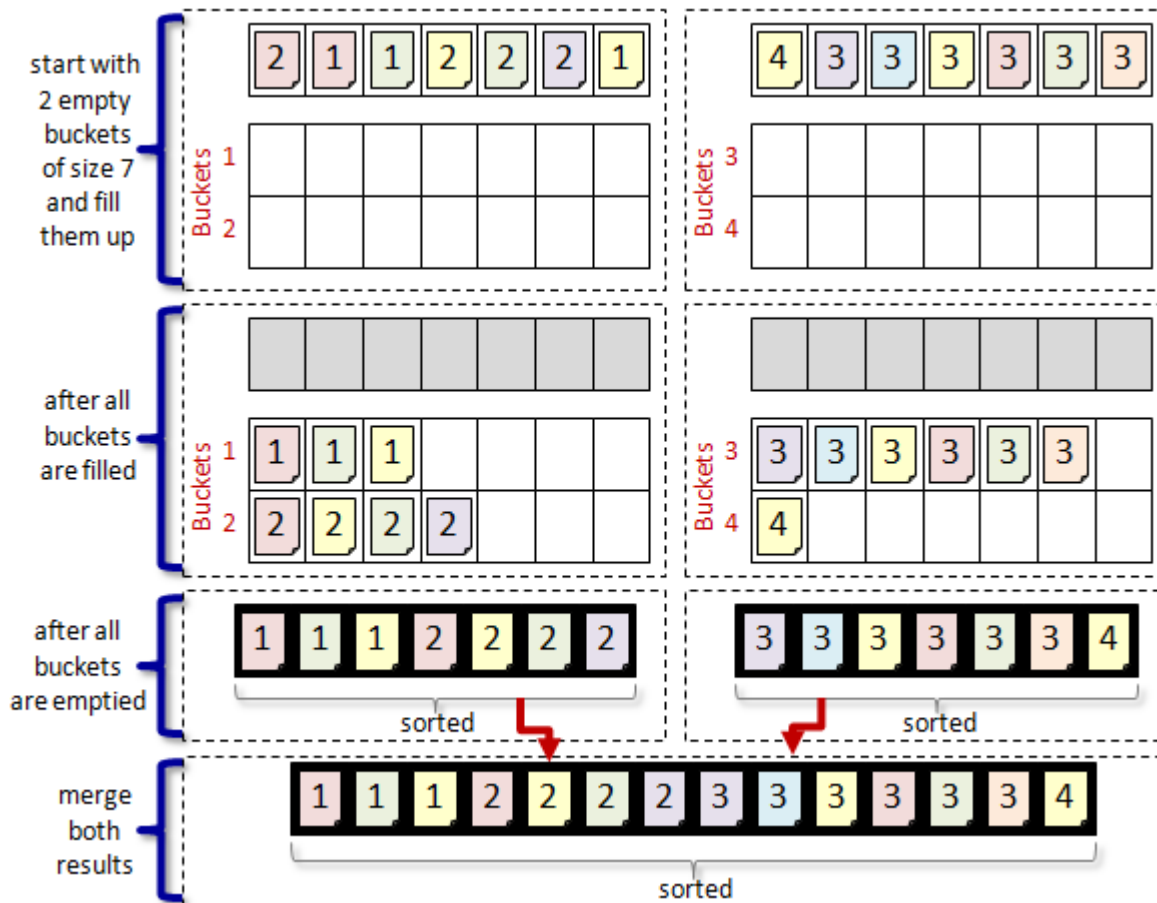 start with
2 empty
buckets
of size 7
and fill
them up
2 1 1 2 2 2 1
Buckets
1
2
4 3 3 3 3 3 3
Buckets
3
4
after all
buckets
are filled
Buckets
1 1 1 1
2 2 2 2 2
Buckets
3 3 3 3 3 3 3
4 4
after all
buckets
are emptied
1 1 1 2 2 2 2
sorted
3 3 3 3 3 3 4
sorted
merge
both
results
1 1 1 2 2 2 2 3 3 3 3 3 3 4
sorted